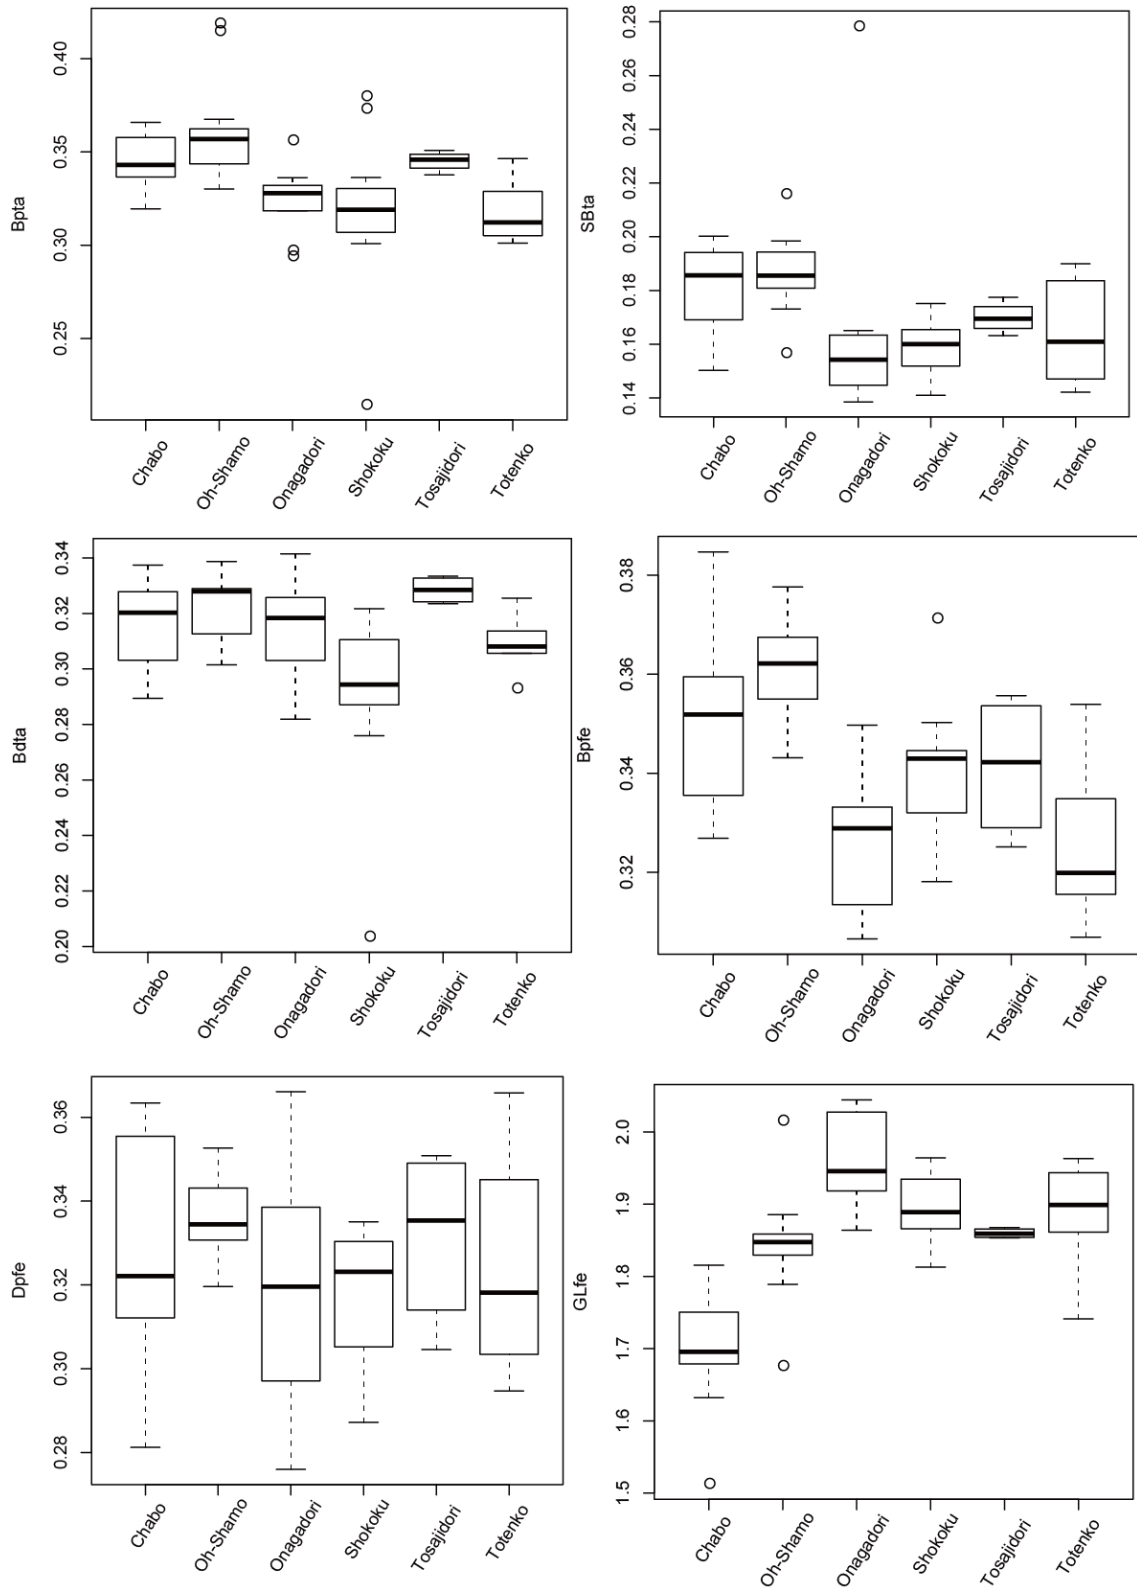 Bpta
0.40
0.35
0.30
0.25
Chabo
Oh-Shamo
Onagadori
Shokoku
Tosajidori
Totenko
SBta
0.28
0.26
0.24
0.22
0.20
0.18
0.16
0.14
Chabo
Oh-Shamo
Onagadori
Shokoku
Tosajidori
Totenko
Bdta
0.34
0.32
0.30
0.28
0.26
0.24
0.22
0.20
Chabo
Oh-Shamo
Onagadori
Shokoku
Tosajidori
Totenko
Bpfe
0.38
0.36
0.34
0.32
Chabo
Oh-Shamo
Onagadori
Shokoku
Tosajidori
Totenko
Dpfe
0.36
0.34
0.32
0.30
0.28
Chabo
Oh-Shamo
Onagadori
Shokoku
Tosajidori
Totenko
GLfe
2.0
1.9
1.8
1.7
1.6
1.5
Chabo
Oh-Shamo
Onagadori
Shokoku
Tosajidori
Totenko